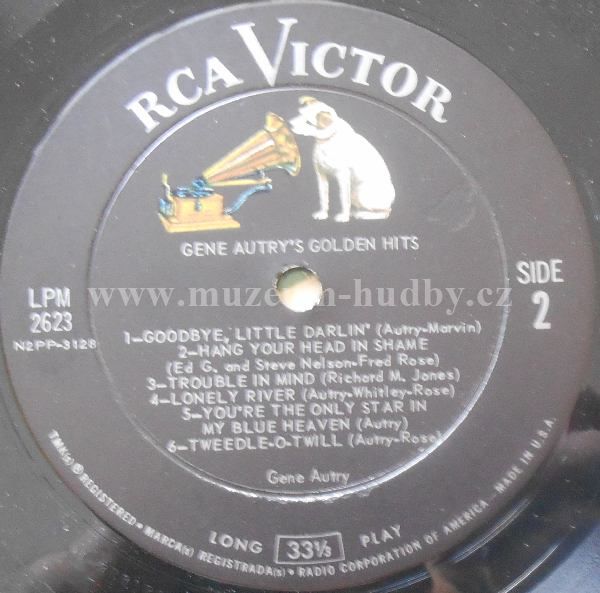 RCA VICTOR
GENE AUTRY'S GOLDEN HITS
LPM
2623
N2PP-3128
SIDE
2
www.muzeum-hudby.cz
1—GOODBYE, LITTLE DARLIN' (Autry-Marvin)
2—HANG YOUR HEAD IN SHAME
(Ed G. and Steve Nelson-Fred Rose)
3—TROUBLE IN MIND (Richard M. Jones)
4—LONELY RIVER (Autry-Whitley-Rose)
5—YOU'RE THE ONLY STAR IN
MY BLUE HEAVEN (Autry)
6—TWEEDLE-O-TWILL (Autry-Rose)
Gene Autry
LONG 33⅓ PLAY
TMK(s) ® REGISTERED • MARCA(s) REGISTRADA(s) • RADIO CORPORATION OF AMERICA — MADE IN U.S.A.